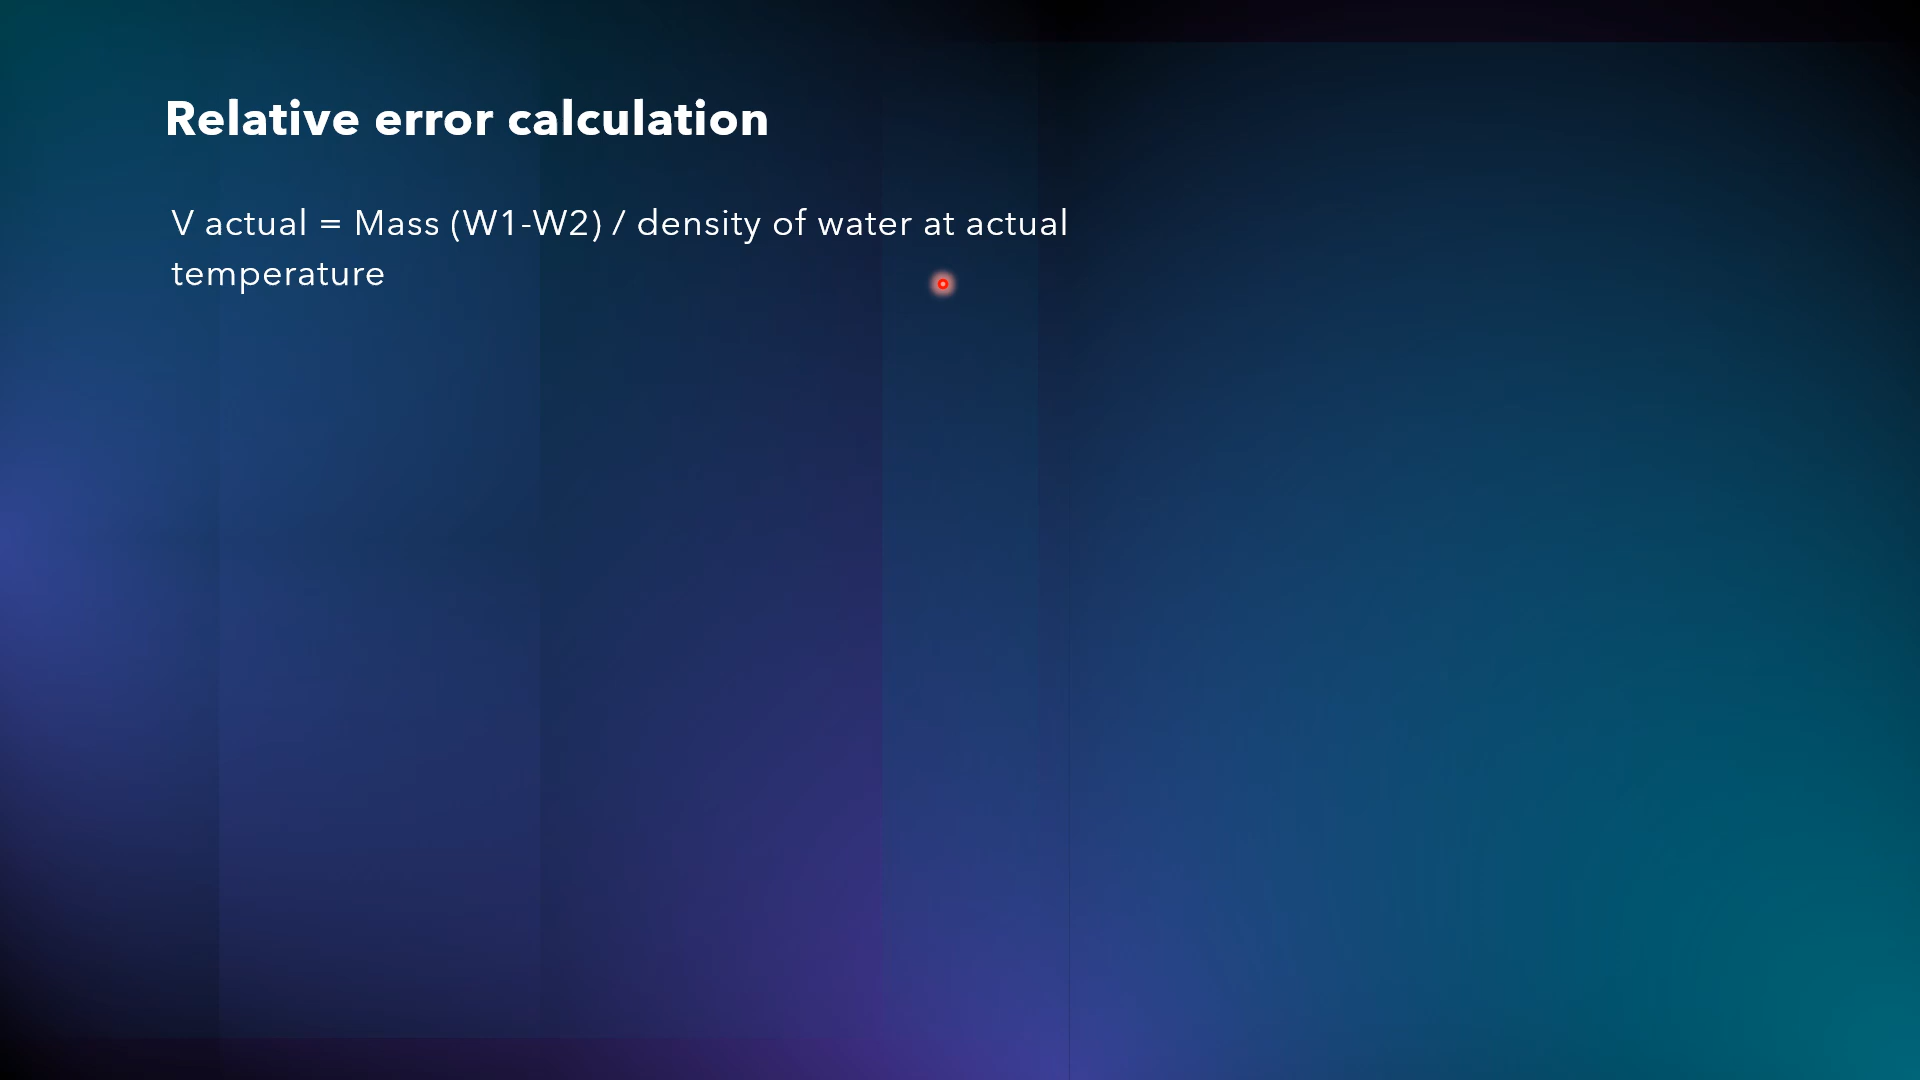 Relative error calculation
V actual = Mass (W1-W2) / density of water at actual
temperature